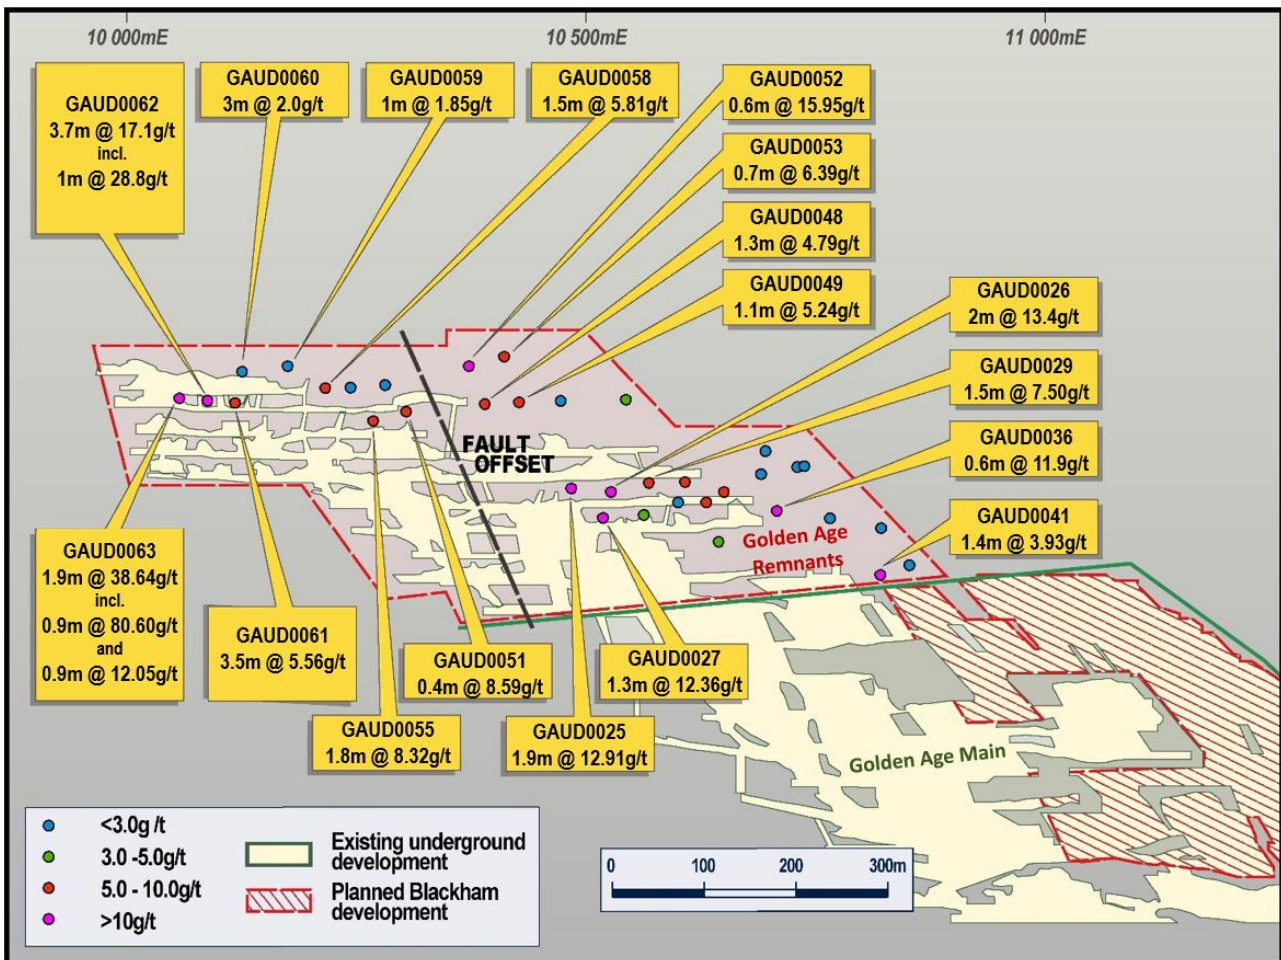 10 000mE
10 500mE
11 000mE
GAUD0062
3.7m @ 17.1g/t
incl.
1m @ 28.8g/t
GAUD0060
3m @ 2.0g/t
GAUD0059
1m @ 1.85g/t
GAUD0058
1.5m @ 5.81g/t
GAUD0052
0.6m @ 15.95g/t
GAUD0053
0.7m @ 6.39g/t
GAUD0048
1.3m @ 4.79g/t
GAUD0049
1.1m @ 5.24g/t
GAUD0026
2m @ 13.4g/t
GAUD0029
1.5m @ 7.50g/t
GAUD0036
0.6m @ 11.9g/t
GAUD0041
1.4m @ 3.93g/t
FAULT
OFFSET
Golden Age
Remnants
GAUD0063
1.9m @ 38.64g/t
incl.
0.9m @ 80.60g/t
and
0.9m @ 12.05g/t
GAUD0061
3.5m @ 5.56g/t
GAUD0051
0.4m @ 8.59g/t
GAUD0027
1.3m @ 12.36g/t
GAUD0055
1.8m @ 8.32g/t
GAUD0025
1.9m @ 12.91g/t
Golden Age Main
<3.0g /t
3.0 -5.0g/t
5.0 - 10.0g/t
>10g/t
Existing underground
development
Planned Blackham
development
0 100 200 300m